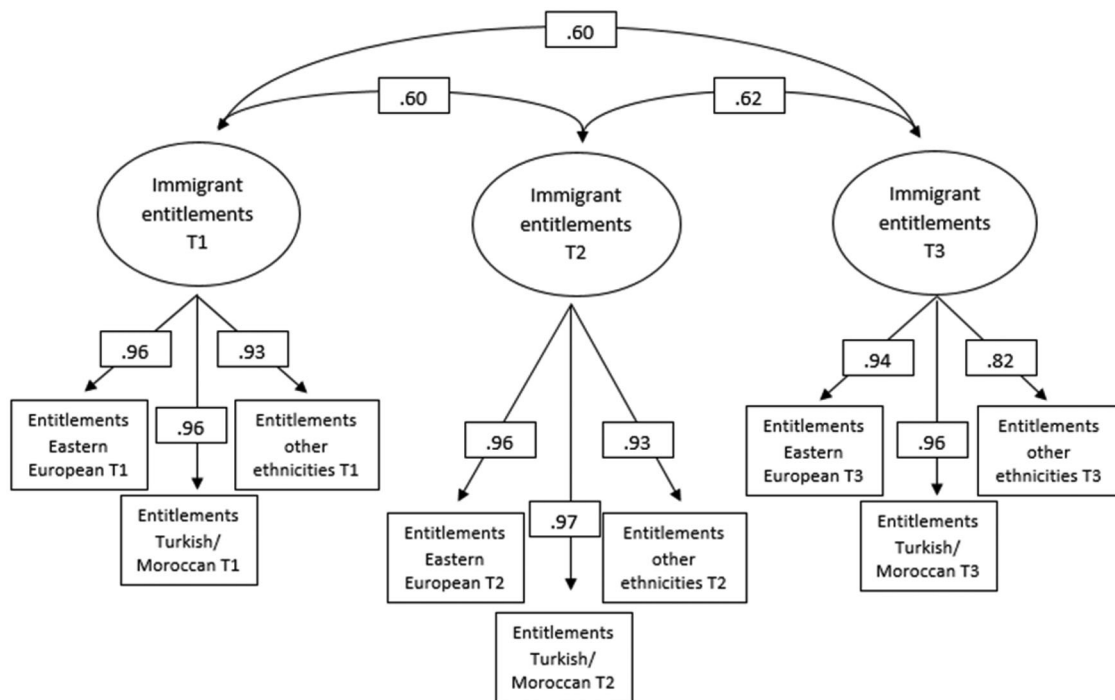 .60
.60
.62
Immigrant
entitlements
T1
Immigrant
entitlements
T2
Immigrant
entitlements
T3
.96
.96
.93
Entitlements
Eastern
European T1
Entitlements
Turkish/
Moroccan T1
Entitlements
other
ethnicities T1
.96
.97
.93
Entitlements
Eastern
European T2
Entitlements
Turkish/
Moroccan T2
Entitlements
other
ethnicities T2
.94
.96
.82
Entitlements
Eastern
European T3
Entitlements
Turkish/
Moroccan T3
Entitlements
other
ethnicities T3